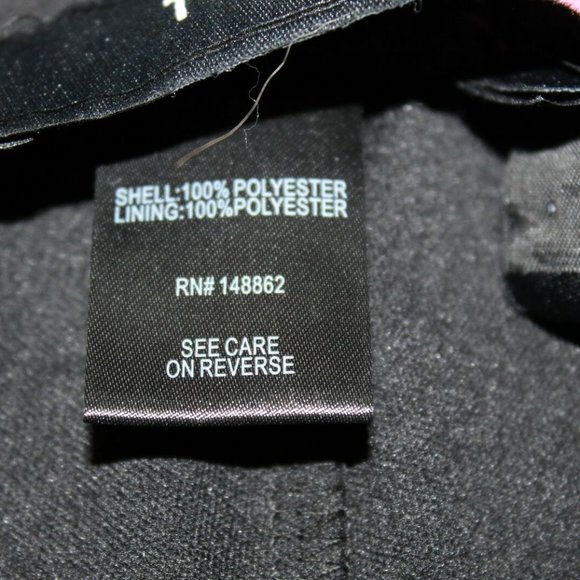 SHELL:100% POLYESTER
LINING:100%POLYESTER
RN# 148862
SEE CARE
ON REVERSE